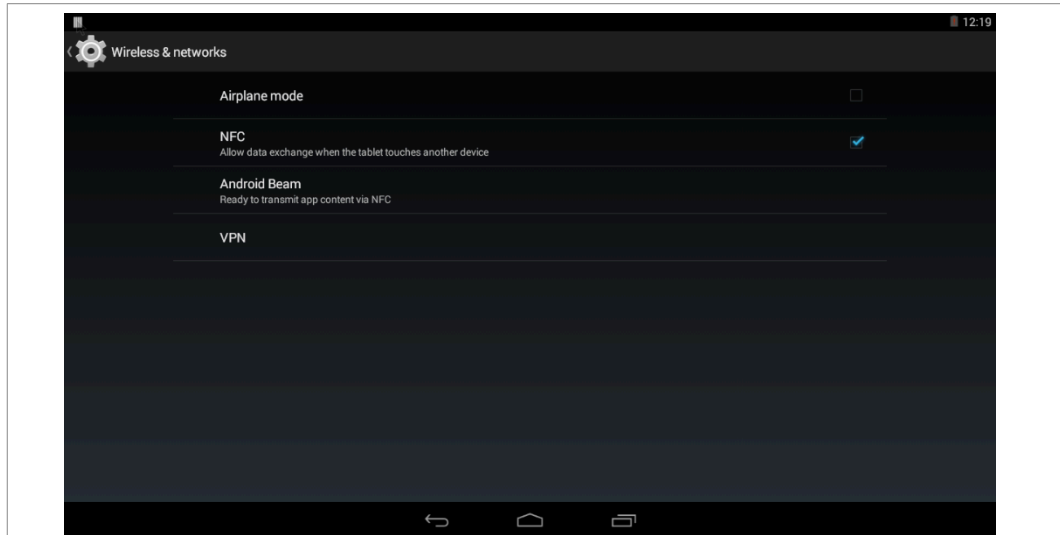 12:19
Wireless & networks
Airplane mode
NFC
Allow data exchange when the tablet touches another device
Android Beam
Ready to transmit app content via NFC
VPN